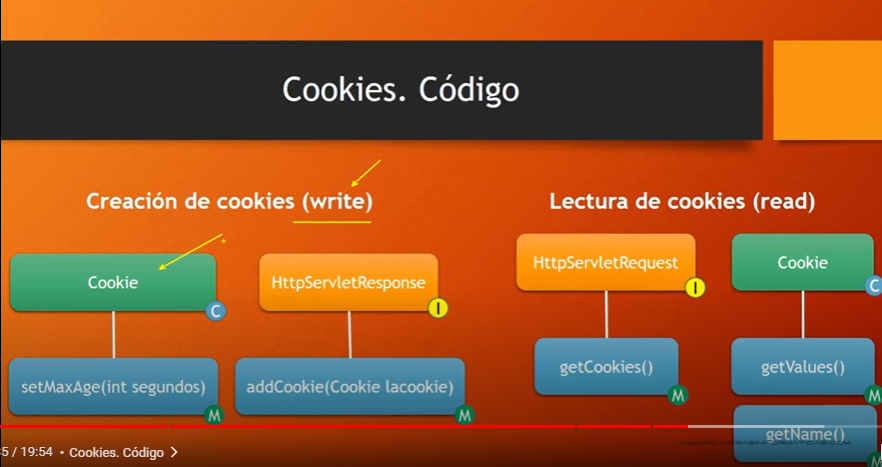 Cookies. Código
Creación de cookies (write)
Lectura de cookies (read)
Cookie
C
HttpServletResponse
I
HttpServletRequest
I
Cookie
C
setMaxAge(int segundos)
M
addCookie(Cookie lacookie)
M
getCookies()
M
getValues()
M
getName()
M
5 / 19:54 • Cookies. Código